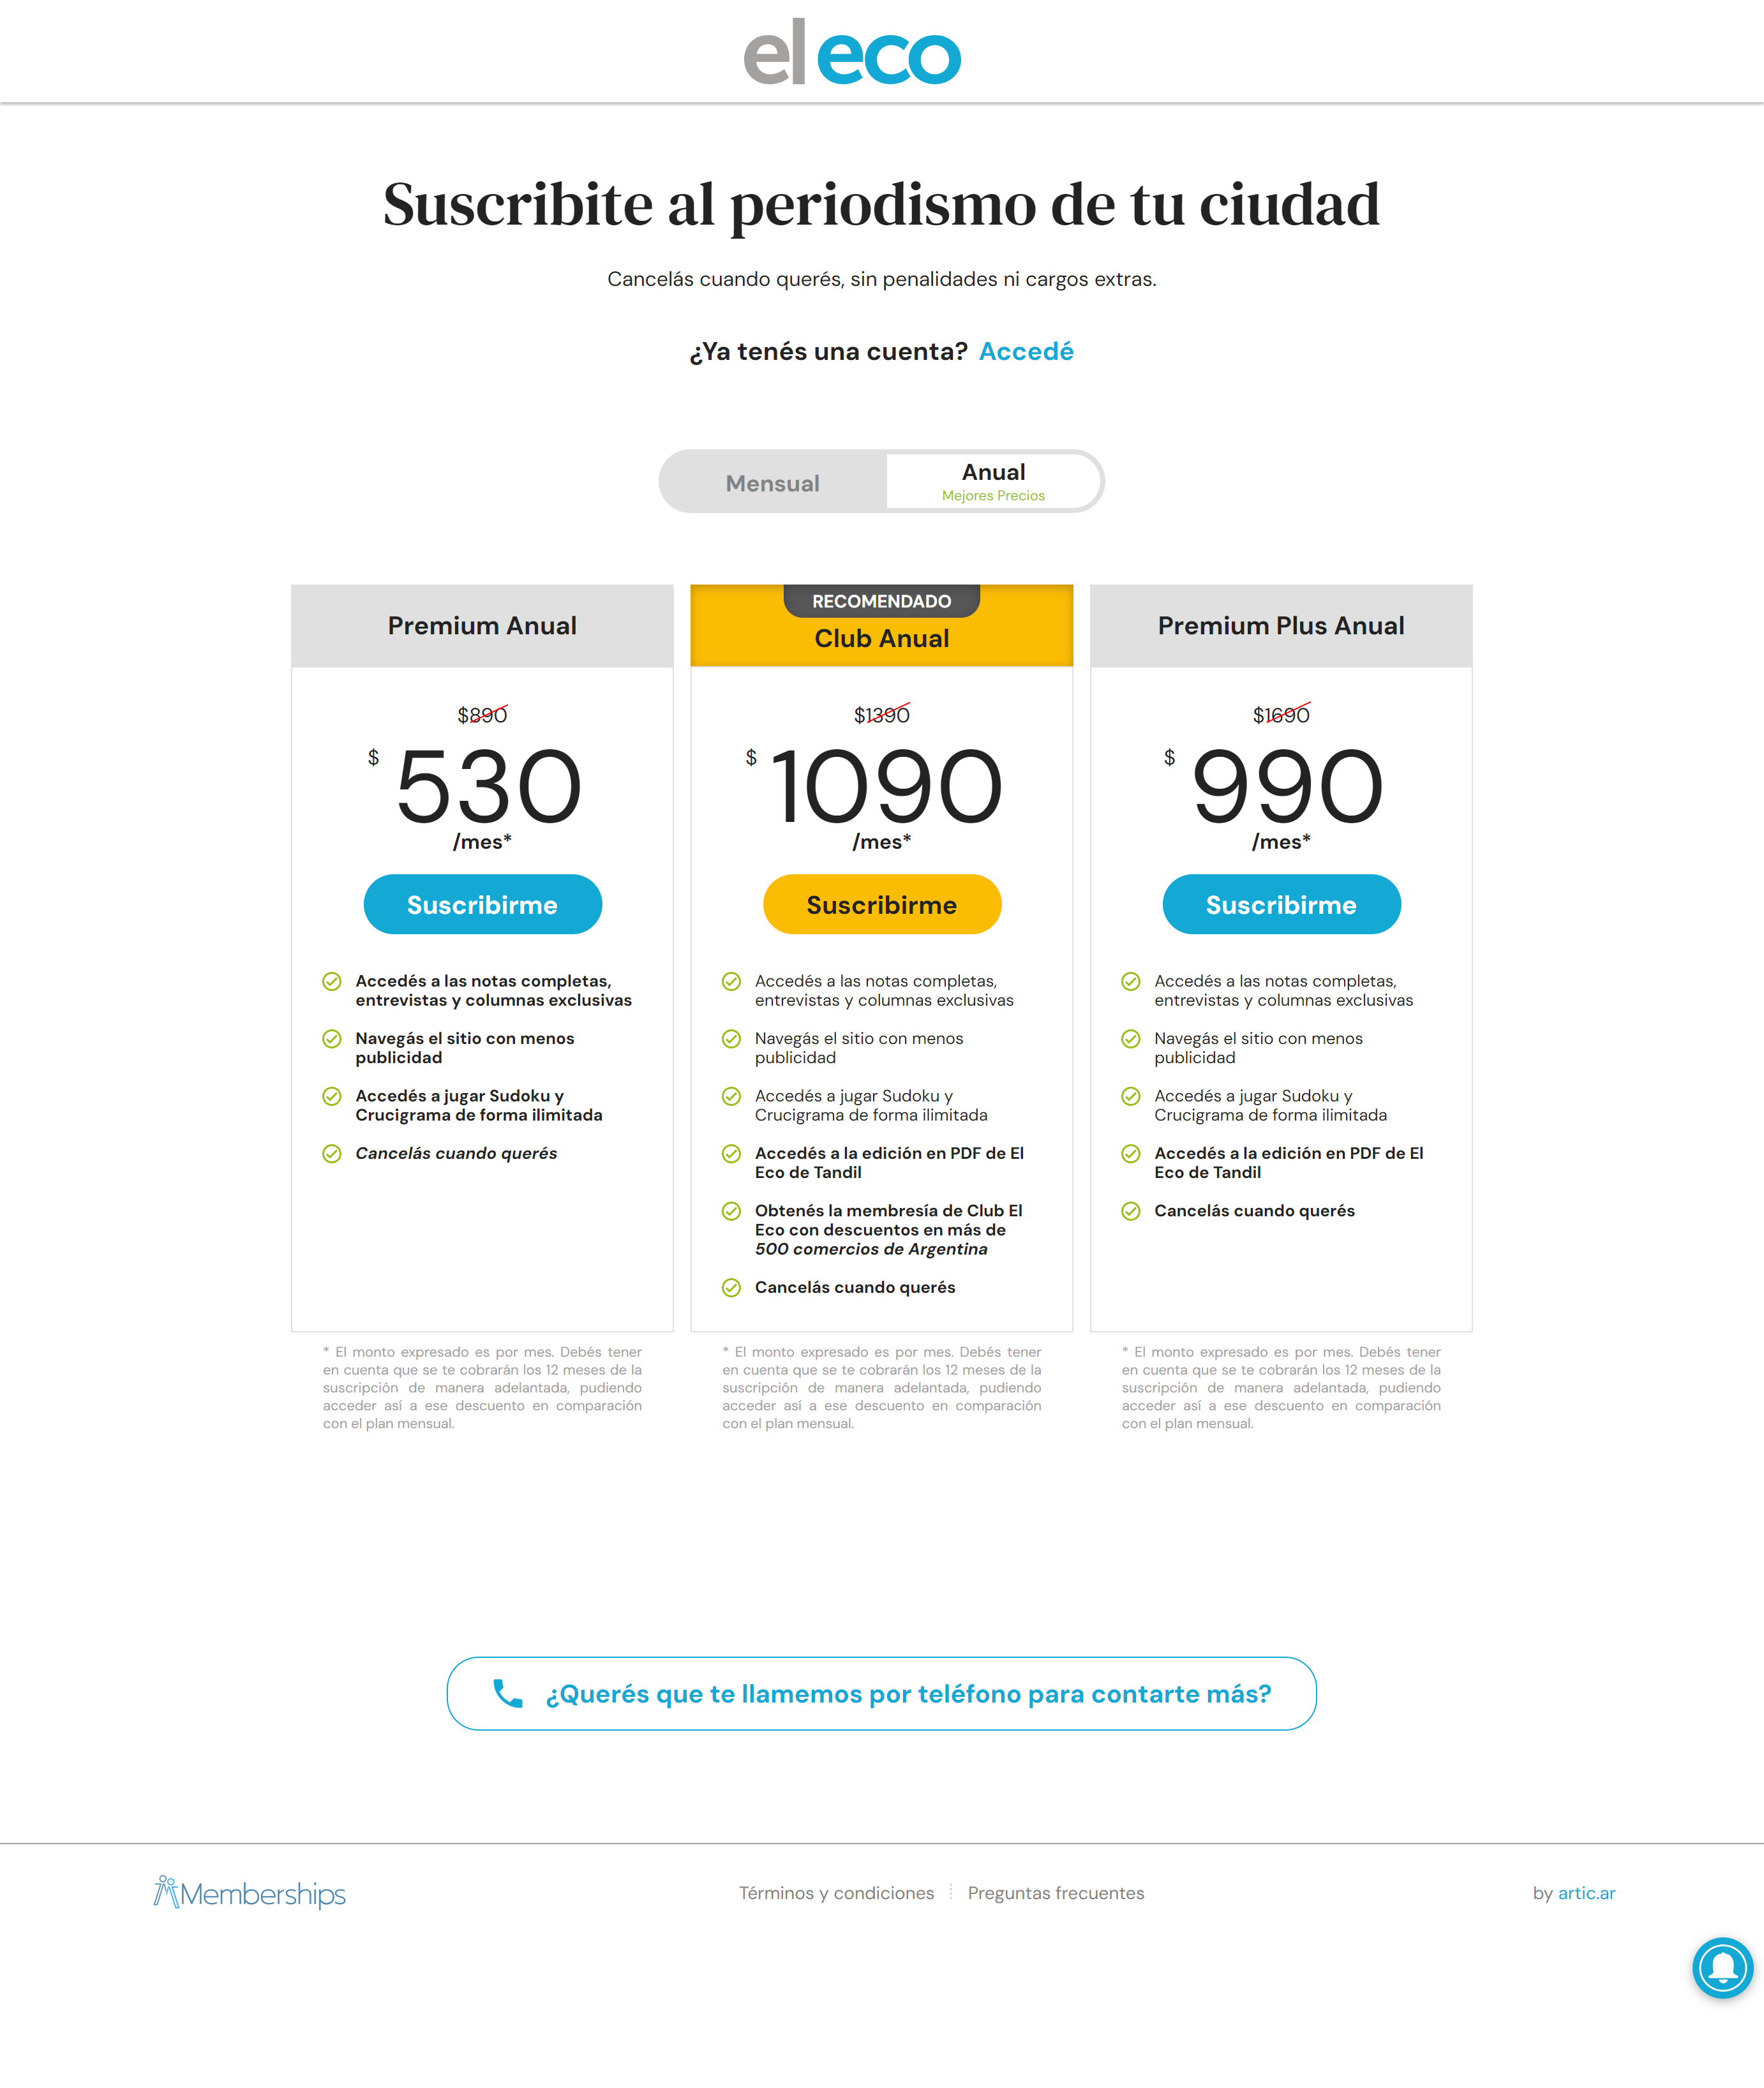 el eco
Suscribite al periodismo de tu ciudad
Cancelás cuando querés, sin penalidades ni cargos extras.
¿Ya tenés una cuenta? Accedé
Mensual
Anual
Mejores Precios
Premium Anual
$890
$ 530
/mes*
Suscribirme
Accedés a las notas completas,
entrevistas y columnas exclusivas
Navegás el sitio con menos
publicidad
Accedés a jugar Sudoku y
Crucigrama de forma ilimitada
Cancelás cuando querés
* El monto expresado es por mes. Debés tener
en cuenta que se te cobrarán los 12 meses de la
suscripción de manera adelantada, pudiendo
acceder así a ese descuento en comparación
con el plan mensual.
RECOMENDADO
Club Anual
$1390
$ 1090
/mes*
Suscribirme
Accedés a las notas completas,
entrevistas y columnas exclusivas
Navegás el sitio con menos
publicidad
Accedés a jugar Sudoku y
Crucigrama de forma ilimitada
Accedés a la edición en PDF de El
Eco de Tandil
Obtenés la membresía de Club El
Eco con descuentos en más de
500 comercios de Argentina
Cancelás cuando querés
* El monto expresado es por mes. Debés tener
en cuenta que se te cobrarán los 12 meses de la
suscripción de manera adelantada, pudiendo
acceder así a ese descuento en comparación
con el plan mensual.
Premium Plus Anual
$1690
$ 990
/mes*
Suscribirme
Accedés a las notas completas,
entrevistas y columnas exclusivas
Navegás el sitio con menos
publicidad
Accedés a jugar Sudoku y
Crucigrama de forma ilimitada
Accedés a la edición en PDF de El
Eco de Tandil
Cancelás cuando querés
* El monto expresado es por mes. Debés tener
en cuenta que se te cobrarán los 12 meses de la
suscripción de manera adelantada, pudiendo
acceder así a ese descuento en comparación
con el plan mensual.
¿Querés que te llamemos por teléfono para contarte más?
Memberships
Términos y condiciones
Preguntas frecuentes
by artic.ar